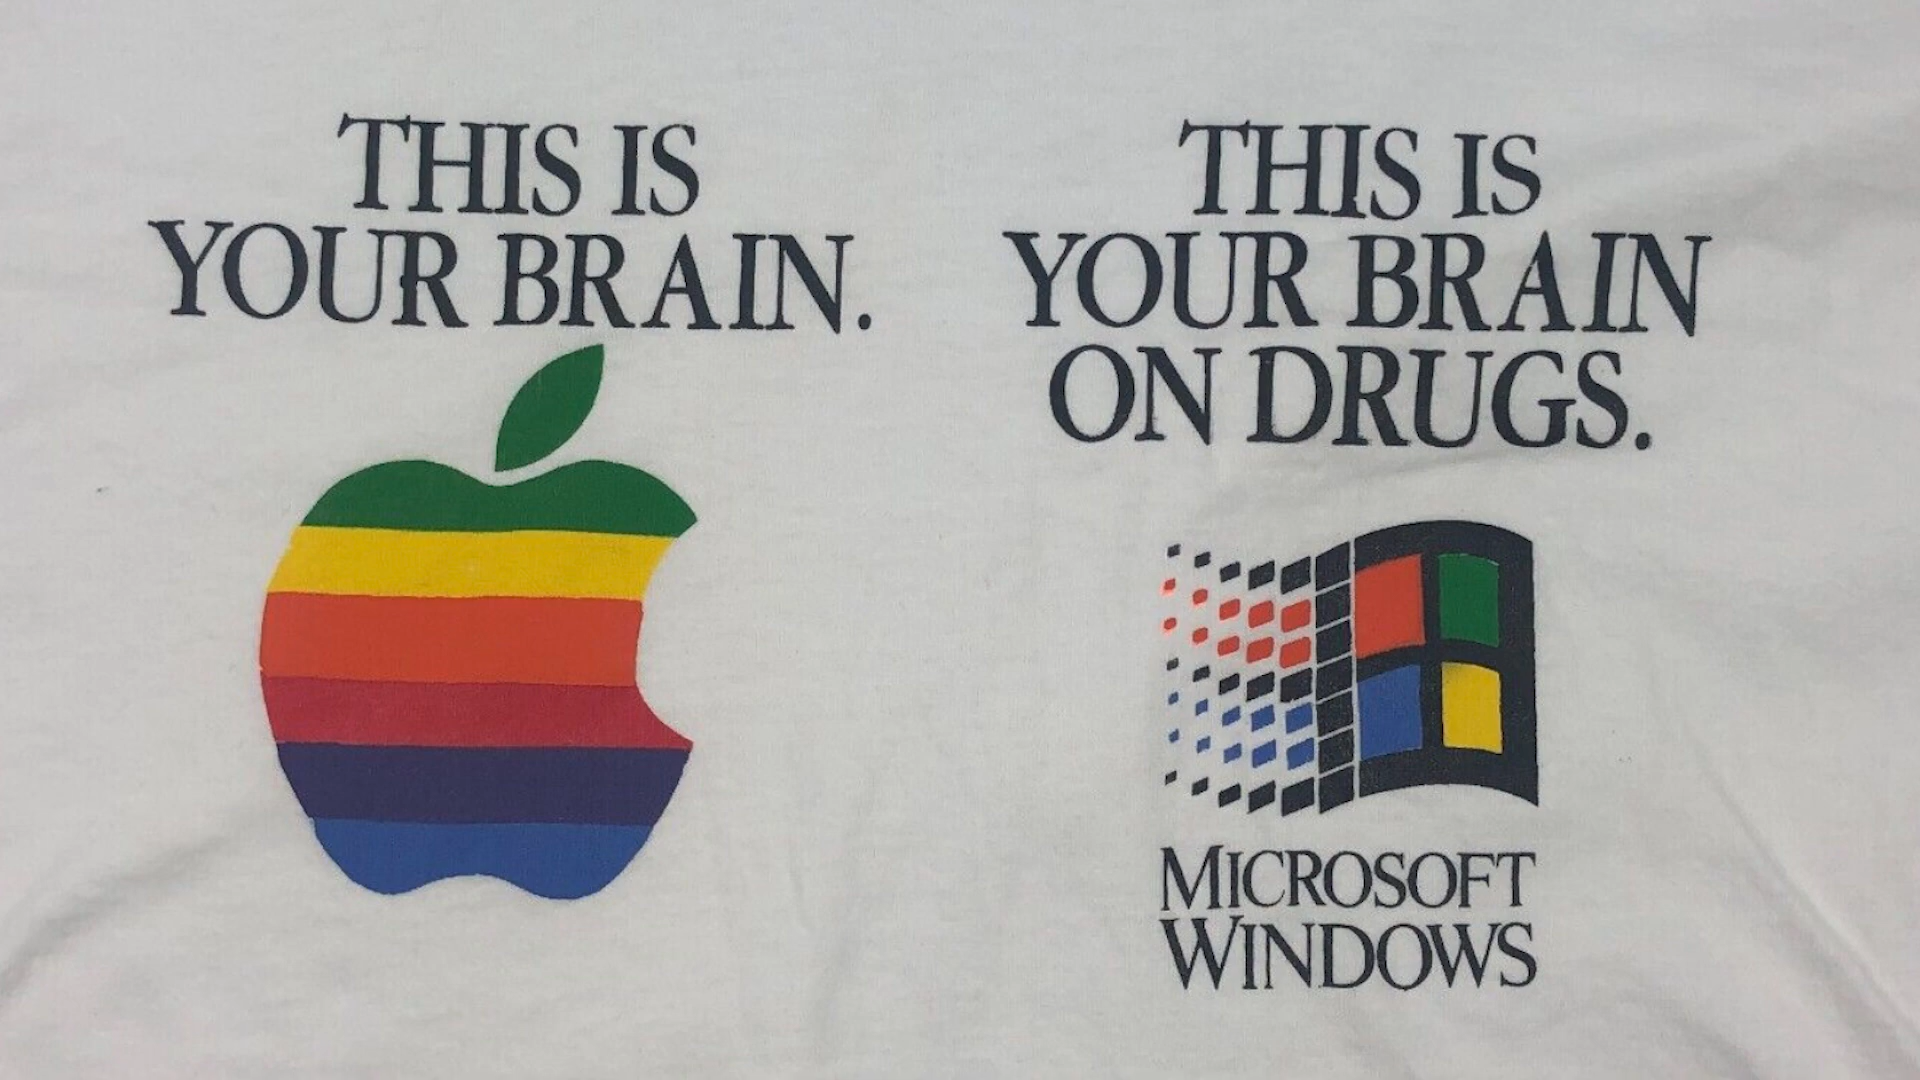 THIS IS
YOUR BRAIN.
THIS IS
YOUR BRAIN
ON DRUGS.
MICROSOFT
WINDOWS